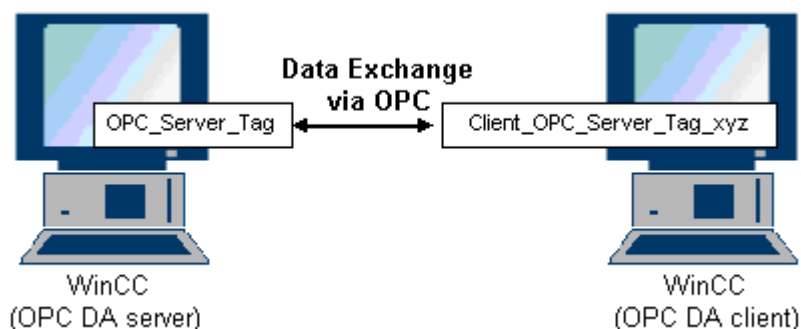 Data Exchange
via OPC
OPC_Server_Tag
Client_OPC_Server_Tag_xyz
WinCC
(OPC DA server)
WinCC
(OPC DA client)